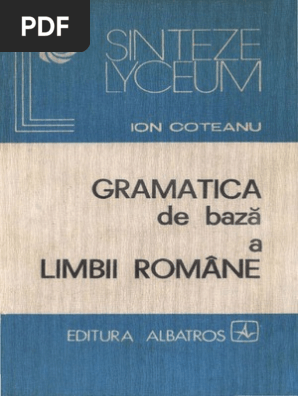 PDF
SINTEZE
LYCEUM
ION COTEANU
GRAMATICA
de bază
a
LIMBII ROMÂNE
EDITURA ALBATROS